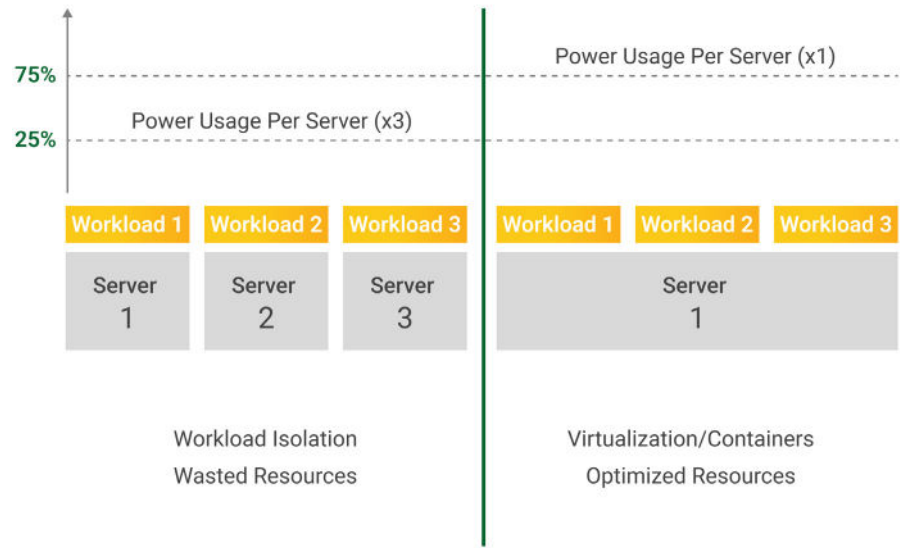 Power Usage Per Server (x1)
75%
Power Usage Per Server (x3)
25%
Workload 1 Workload 2 Workload 3
Server
1
Server
2
Server
3
Workload Isolation
Wasted Resources
Workload 1 Workload 2 Workload 3
Server
1
Virtualization/Containers
Optimized Resources